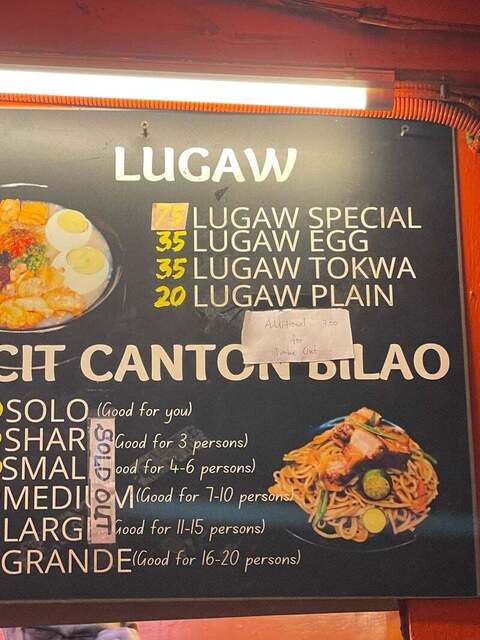 LUGAW
75 LUGAW SPECIAL
35 LUGAW EGG
35 LUGAW TOKWA
20 LUGAW PLAIN
Additional 3.00
for
Take Out
CIT CANTON BILAO
SOLO (Good for you)
SHAR Good for 3 persons)
SMAL ood for 4-6 persons)
MEDIUM (Good for 7-10 persons
LARG Good for 11-15 persons)
GRANDE (Good for 16-20 persons)
SOLD OUT